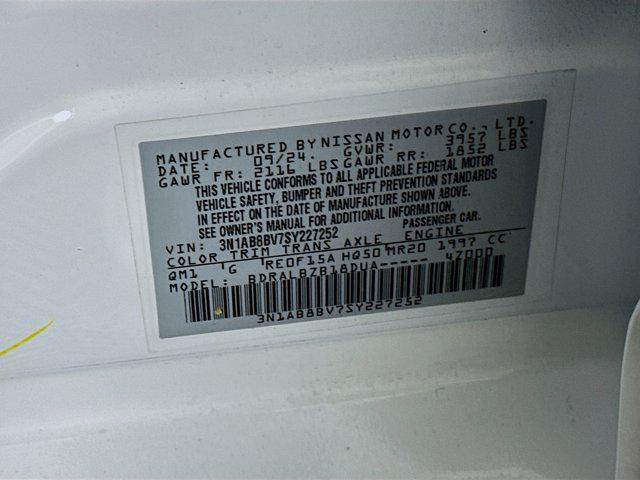 MANUFACTURED BY NISSAN MOTOR CO., LTD.
DATE: 09/24. GVWR: 3957 LBS
GAWR FR: 2116 LBS GAWR RR: 1852 LBS
THIS VEHICLE CONFORMS TO ALL APPLICABLE FEDERAL MOTOR
VEHICLE SAFETY, BUMPER AND THEFT PREVENTION STANDARDS
IN EFFECT ON THE DATE OF MANUFACTURE SHOWN ABOVE.
SEE OWNER'S MANUAL FOR ADDITIONAL INFORMATION.
VIN: 3N1AB8BV7SY227252 PASSENGER CAR.
COLOR TRIM TRANS AXLE ENGINE
QM1 G RE0F15A HQ50 MR20 1997 CC
MODEL: BDRALBZB18DUA----- 4Z000
3N1AB8BV7SY227252